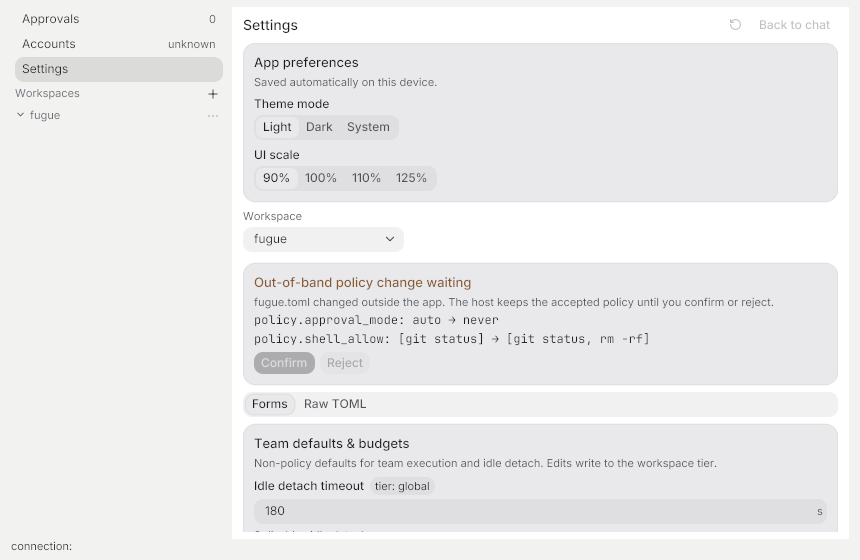 Approvals 0
Accounts unknown
Settings
Workspaces +
fugue ...
connection:
Settings Back to chat
App preferences
Saved automatically on this device.
Theme mode
Light Dark System
UI scale
90% 100% 110% 125%
Workspace
fugue
Out-of-band policy change waiting
fugue.toml changed outside the app. The host keeps the accepted policy until you confirm or reject.
policy.approval_mode: auto → never
policy.shell_allow: [git status] → [git status, rm -rf]
Confirm Reject
Forms Raw TOML
Team defaults & budgets
Non-policy defaults for team execution and idle detach. Edits write to the workspace tier.
Idle detach timeout tier: global
180 s